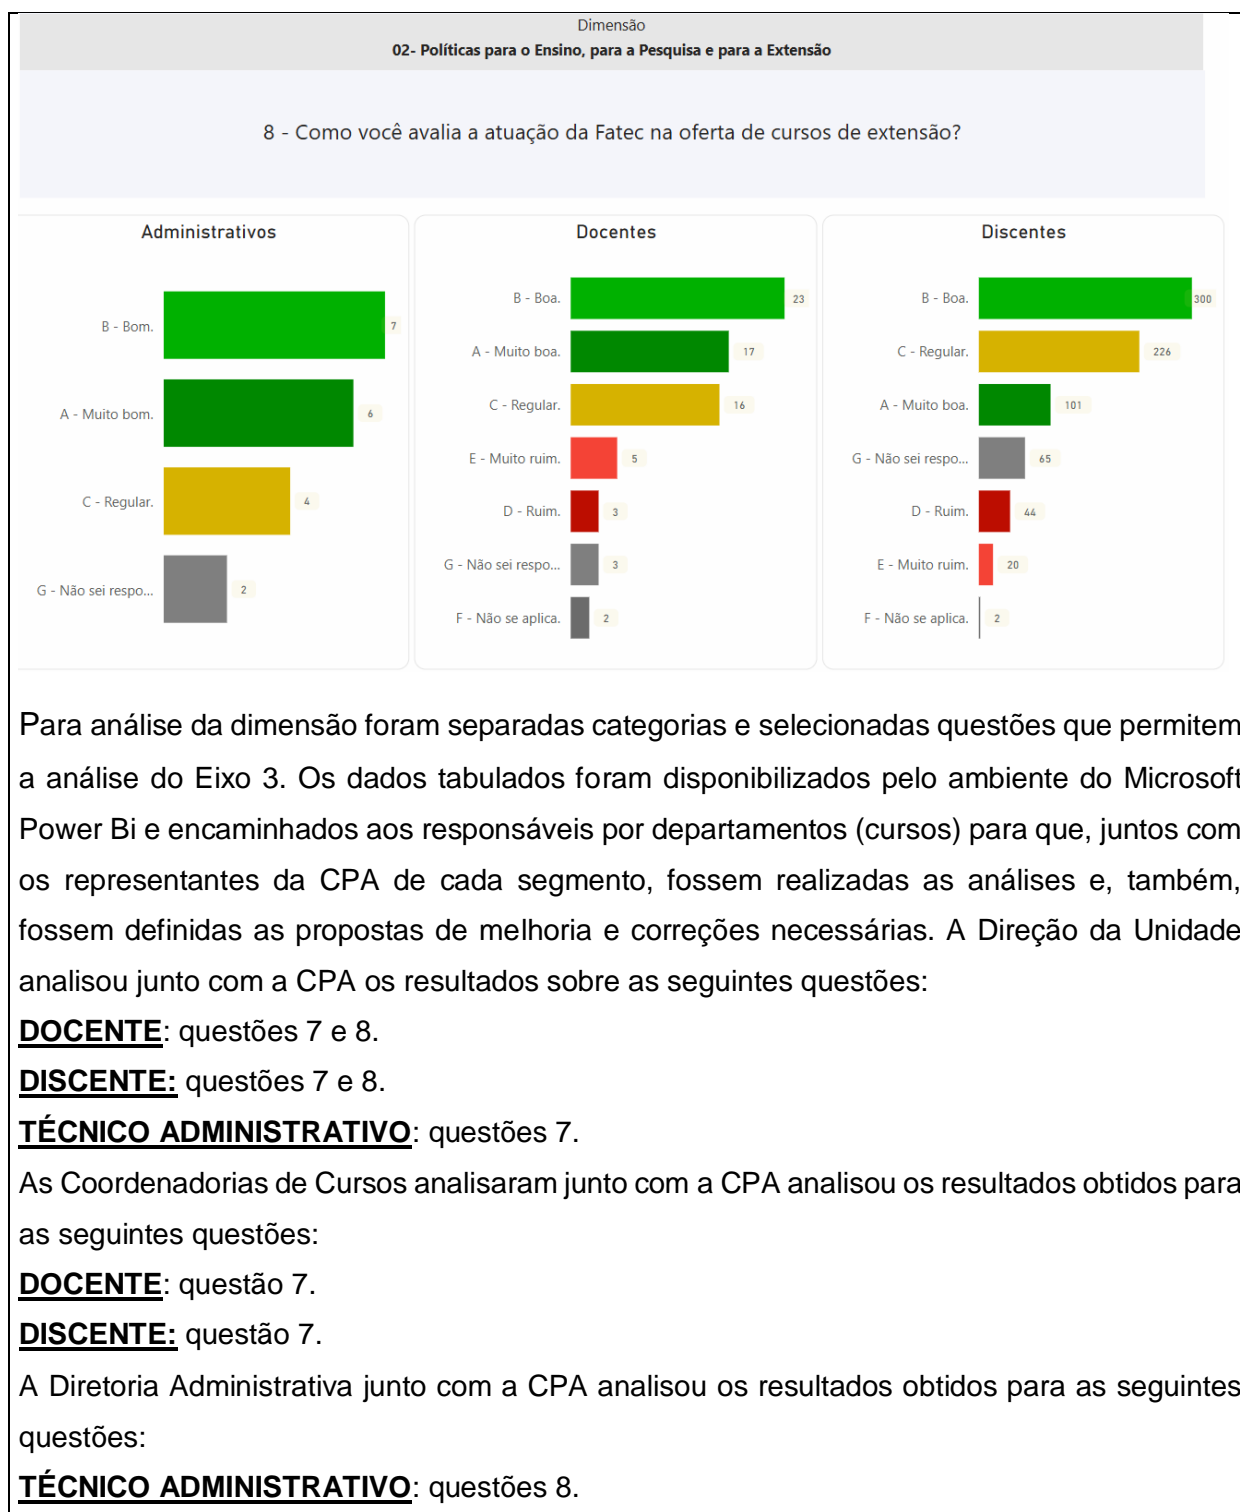 Dimensão
02- Políticas para o Ensino, para a Pesquisa e para a Extensão
8 - Como você avalia a atuação da Fatec na oferta de cursos de extensão?
Administrativos
B - Bom. 7
A - Muito bom. 6
C - Regular. 4
G - Não sei respo... 2
Docentes
B - Boa. 23
A - Muito boa. 17
C - Regular. 16
E - Muito ruim. 5
D - Ruim. 3
G - Não sei respo... 3
F - Não se aplica. 2
Discentes
B - Boa. 300
C - Regular. 226
A - Muito boa. 101
G - Não sei respo... 65
D - Ruim. 44
E - Muito ruim. 20
F - Não se aplica. 2
Para análise da dimensão foram separadas categorias e selecionadas questões que permitem
a análise do Eixo 3. Os dados tabulados foram disponibilizados pelo ambiente do Microsoft
Power Bi e encaminhados aos responsáveis por departamentos (cursos) para que, juntos com
os representantes da CPA de cada segmento, fossem realizadas as análises e, também,
fossem definidas as propostas de melhoria e correções necessárias. A Direção da Unidade
analisou junto com a CPA os resultados sobre as seguintes questões:
DOCENTE: questões 7 e 8.
DISCENTE: questões 7 e 8.
TÉCNICO ADMINISTRATIVO: questões 7.
As Coordenadorias de Cursos analisaram junto com a CPA analisou os resultados obtidos para
as seguintes questões:
DOCENTE: questão 7.
DISCENTE: questão 7.
A Diretoria Administrativa junto com a CPA analisou os resultados obtidos para as seguintes
questões:
TÉCNICO ADMINISTRATIVO: questões 8.